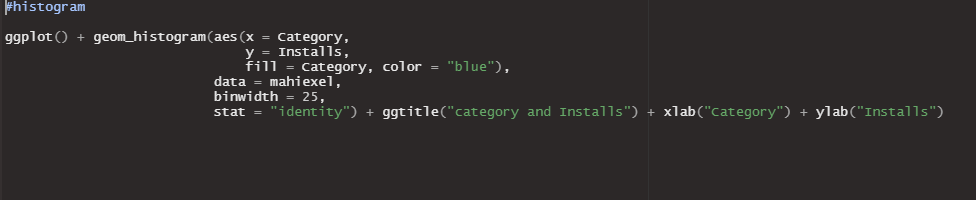 #histogram
ggplot() + geom_histogram(aes(x = Category,
y = Installs,
fill = Category, color = "blue"),
data = mahiexel,
binwidth = 25,
stat = "identity") + ggtitle("category and Installs") + xlab("Category") + ylab("Installs")